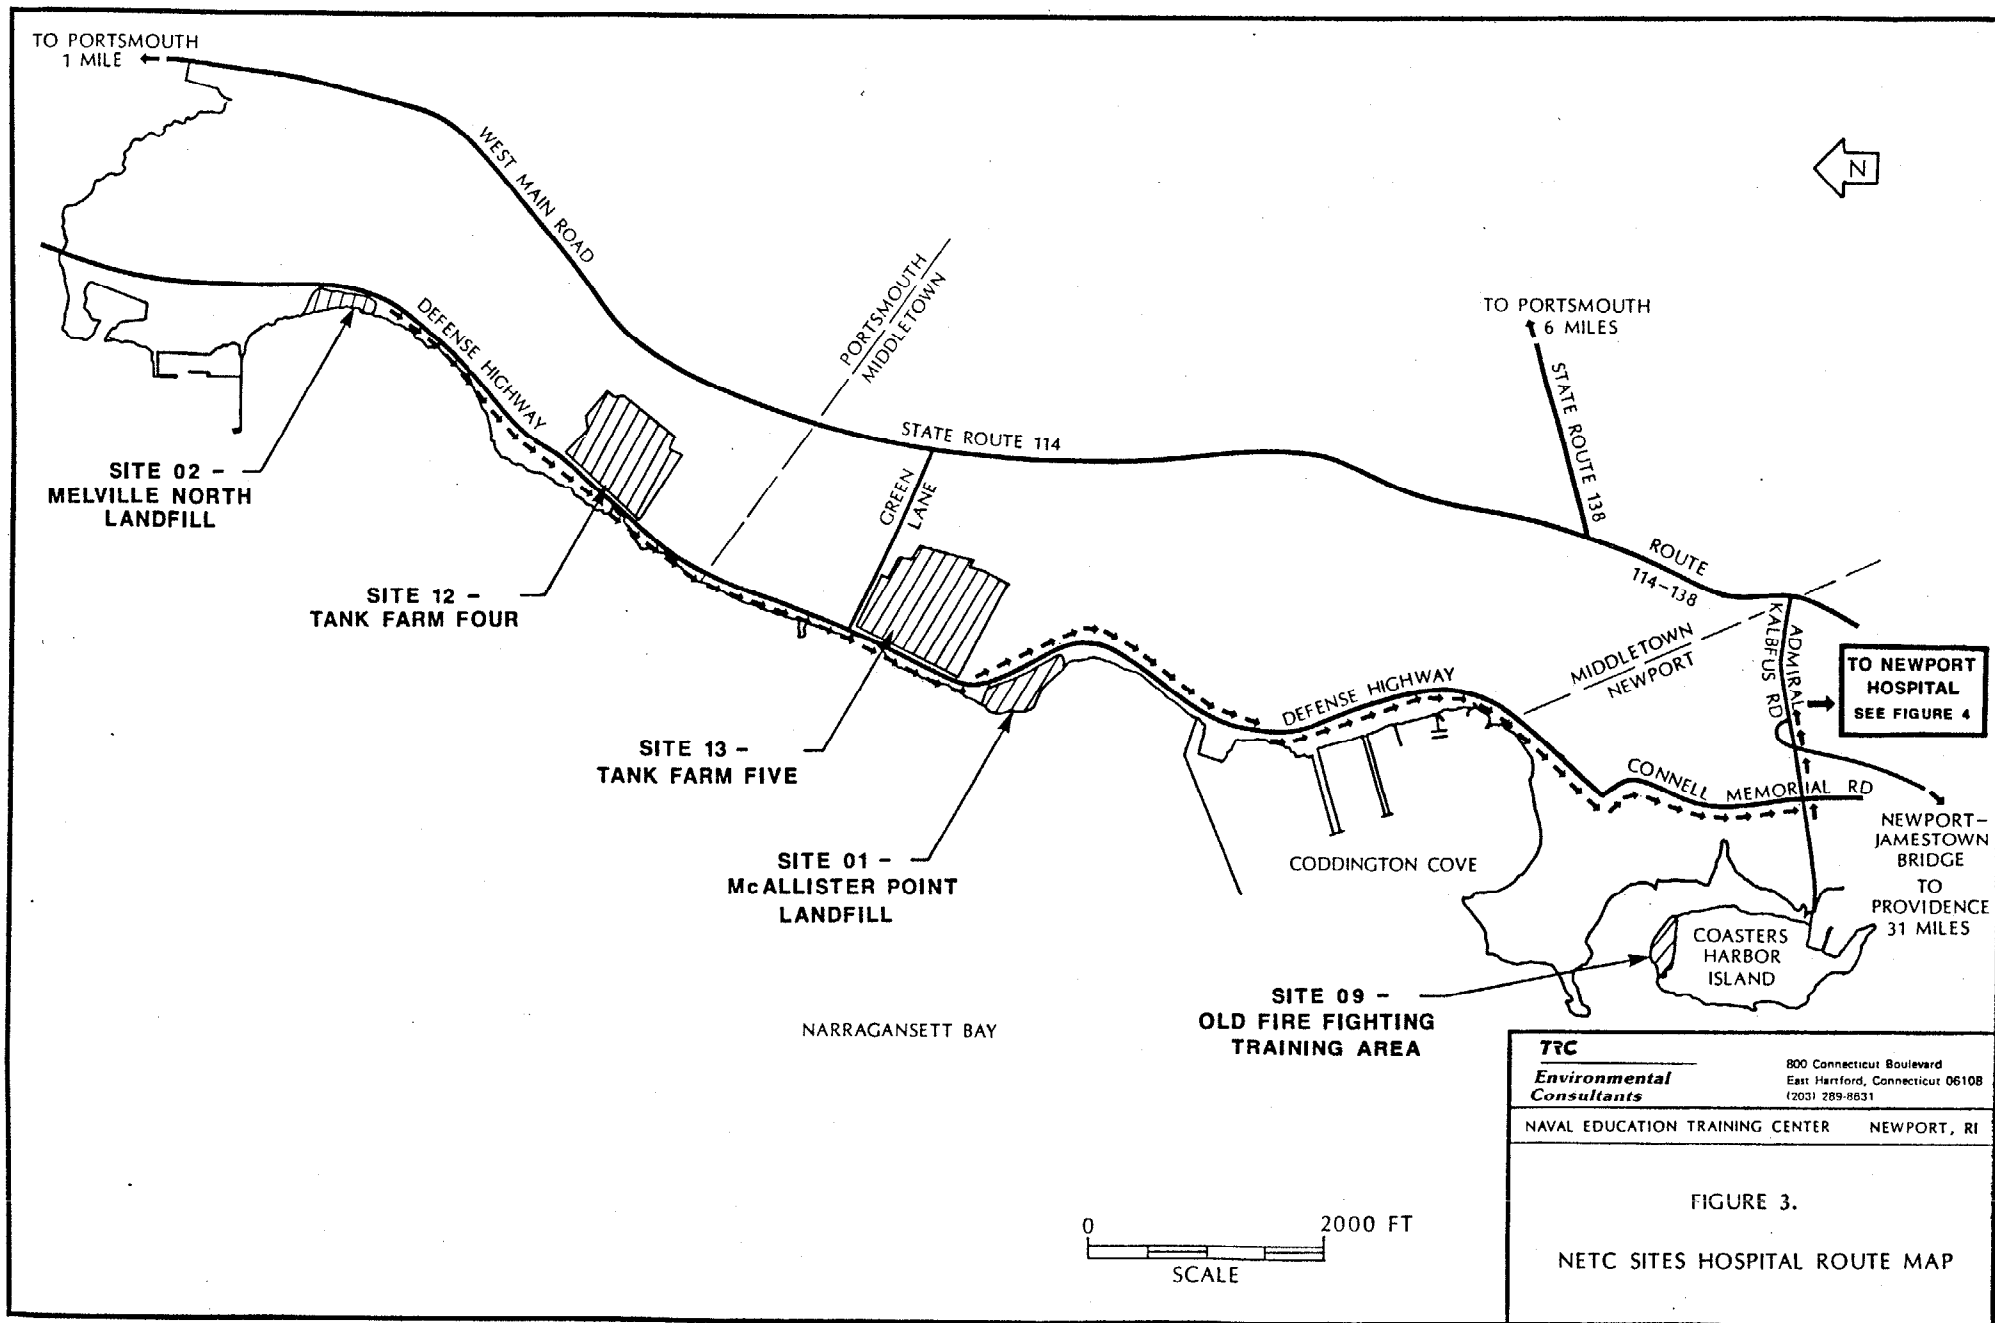 TO PORTSMOUTH
1 MILE
WEST MAIN ROAD
N
DEFENSE HIGHWAY
PORTSMOUTH
MIDDLETOWN
TO PORTSMOUTH
6 MILES
STATE ROUTE 138
STATE ROUTE 114
GREEN
LANE
SITE 02 –
MELVILLE NORTH
LANDFILL
SITE 12 –
TANK FARM FOUR
ROUTE
114–138
MIDDLETOWN
NEWPORT
ADMIRAL
KALBFUS RD
TO NEWPORT
HOSPITAL
SEE FIGURE 4
DEFENSE HIGHWAY
SITE 13 –
TANK FARM FIVE
CONNELL MEMORIAL RD
NEWPORT–
JAMESTOWN
BRIDGE
TO
PROVIDENCE
31 MILES
SITE 01 –
McALLISTER POINT
LANDFILL
CODDINGTON COVE
COASTERS
HARBOR
ISLAND
SITE 09 –
OLD FIRE FIGHTING
TRAINING AREA
NARRAGANSETT BAY
TRC
Environmental
Consultants
800 Connecticut Boulevard
East Hartford, Connecticut 06108
(203) 289-8631
NAVAL EDUCATION TRAINING CENTER NEWPORT, RI
FIGURE 3.
NETC SITES HOSPITAL ROUTE MAP
0 2000 FT
SCALE